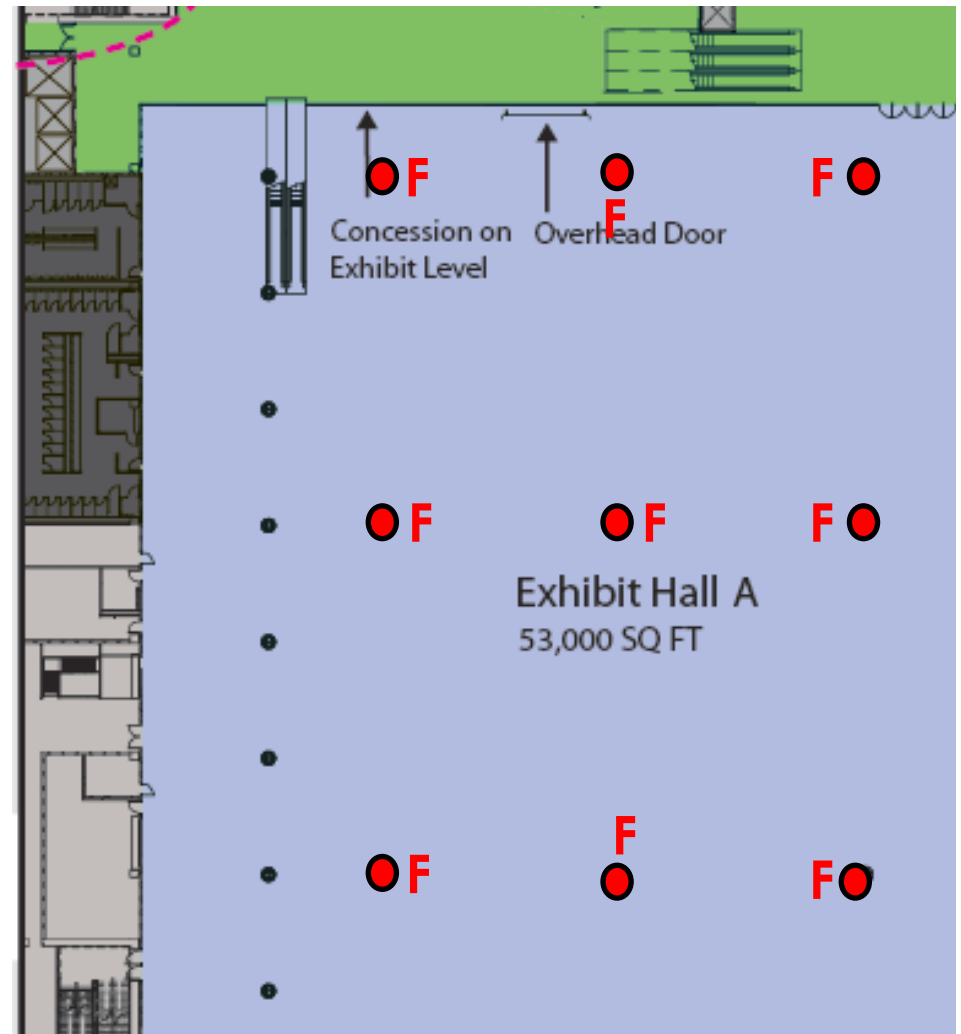 F
F
F
Concession on
Exhibit Level
Overhead Door
F
F
F
Exhibit Hall A
53,000 SQ FT
F
F
F